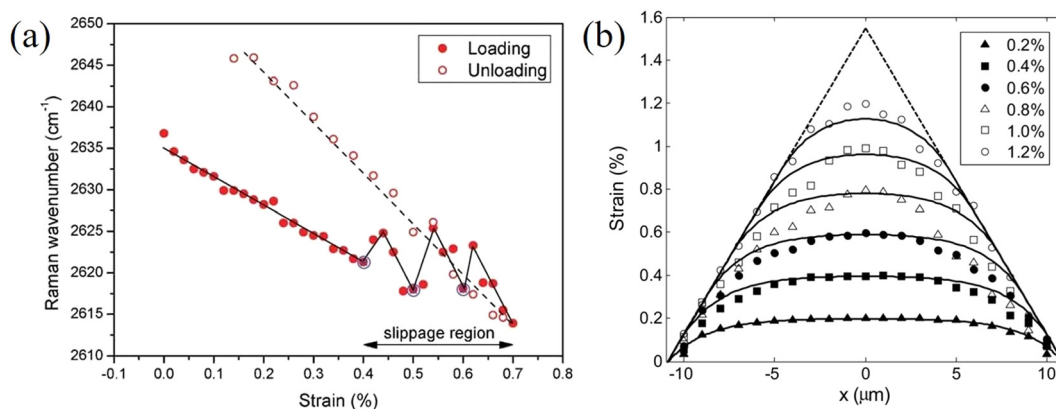 (a)
Raman wavenumber (cm⁻¹)
2650
2645
2640
2635
2630
2625
2620
2615
2610
Loading
Unloading
slippage region
-0.1 0.0 0.1 0.2 0.3 0.4 0.5 0.6 0.7 0.8
Strain (%)
(b)
Strain (%)
1.6
1.4
1.2
1.0
0.8
0.6
0.4
0.2
0
0.2%
0.4%
0.6%
0.8%
1.0%
1.2%
-10 -5 0 5 10
x (μm)